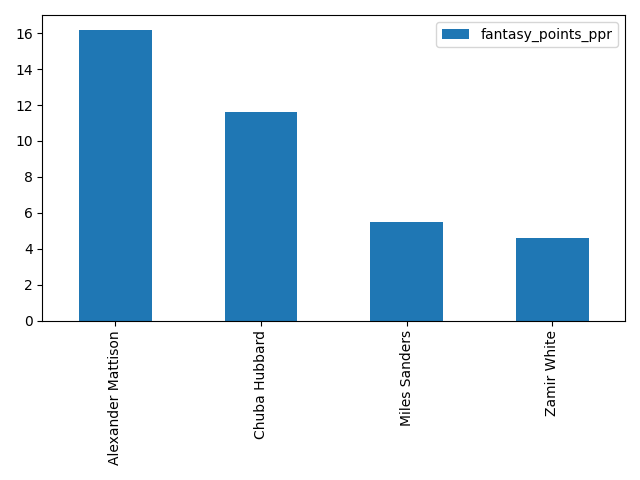 fantasy_points_ppr
16
14
12
10
8
6
4
2
0
Alexander Mattison
Chuba Hubbard
Miles Sanders
Zamir White